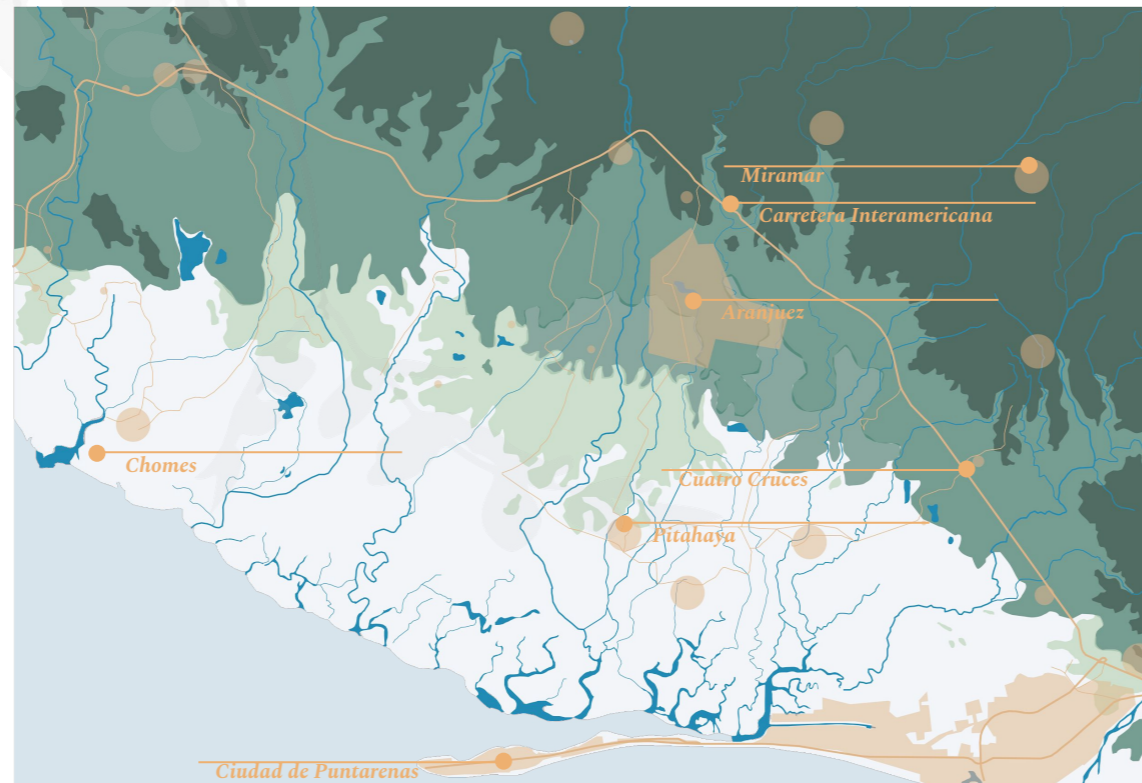 Miramar
Carretera Interamericana
Aranjuez
Chomes
Cuatro Cruces
Pitahaya
Ciudad de Puntarenas